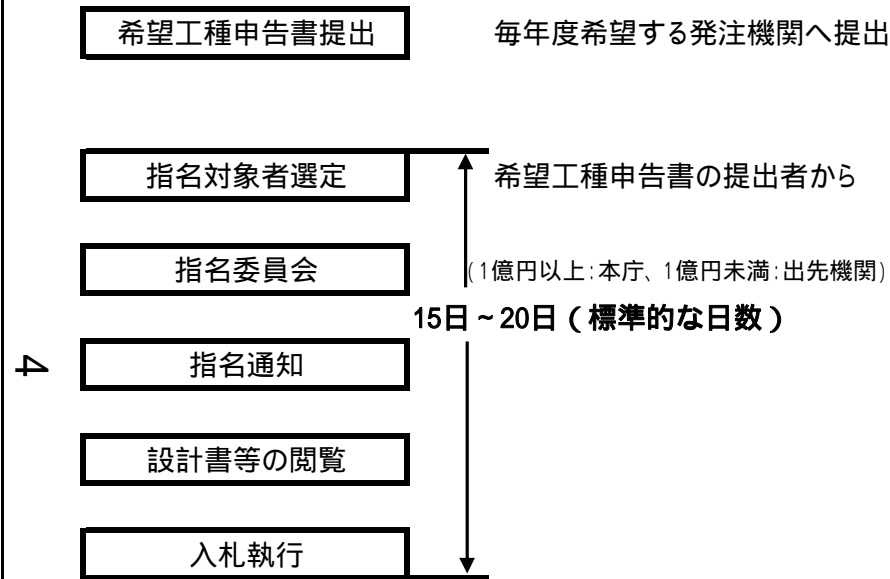 希望工種申告書提出 毎年度希望する発注機関へ提出
指名対象者選定 希望工種申告書の提出者から
指名委員会 (1億円以上:本庁、1億円未満:出先機関)
15日~20日(標準的な日数)
指名通知
4
設計書等の閲覧
入札執行